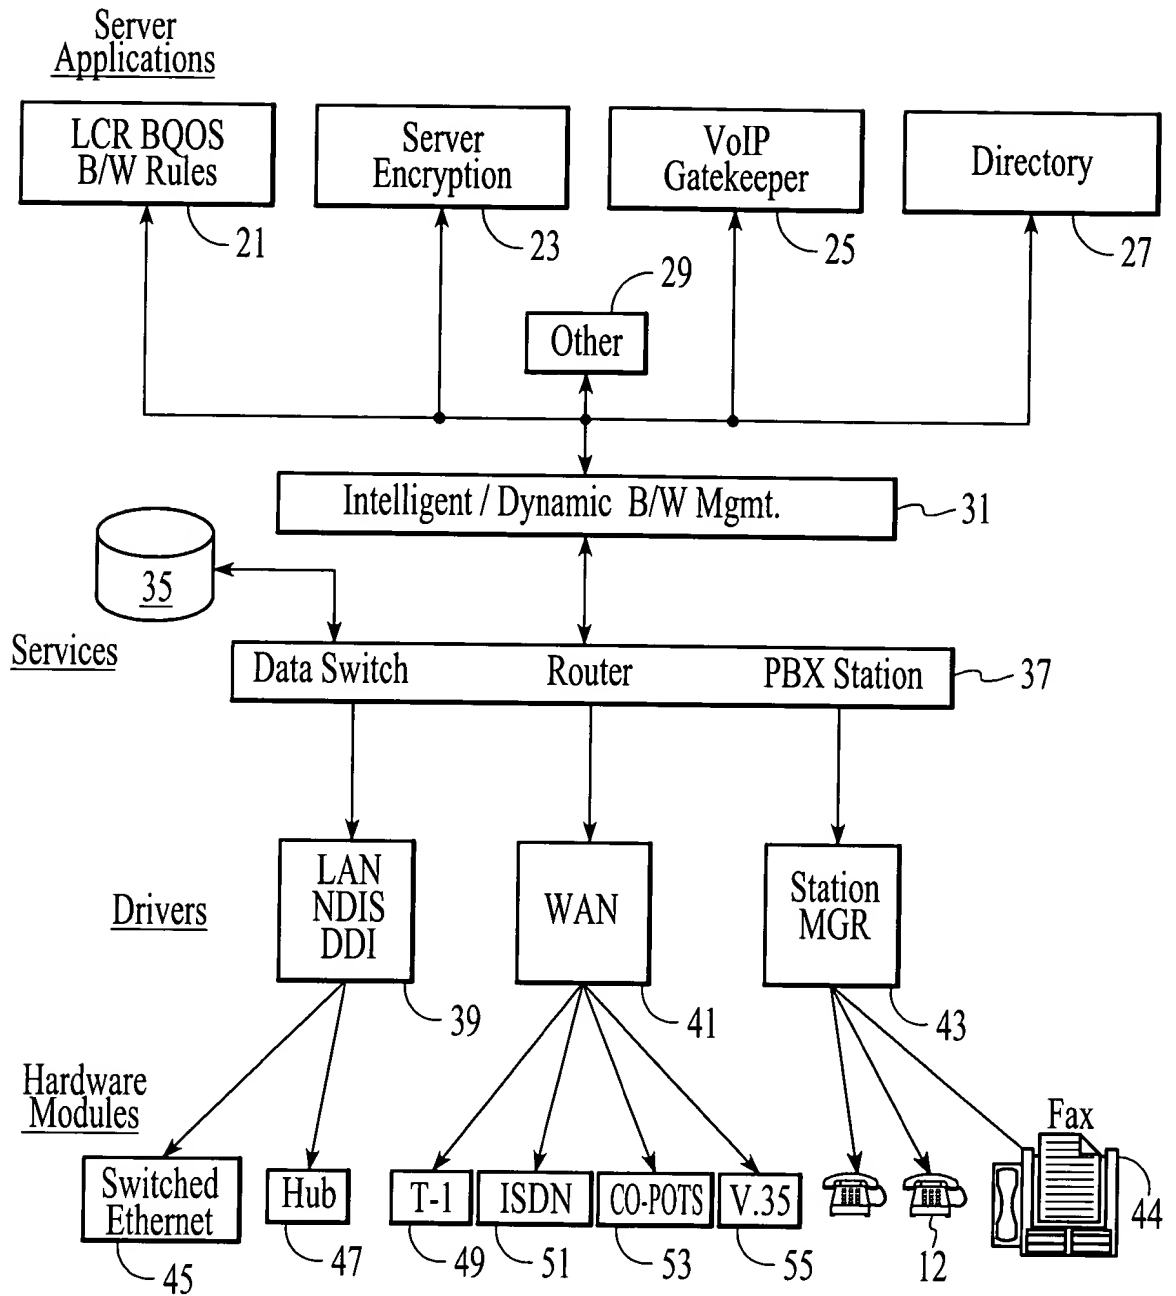 Server
Applications
LCR BQOS
B/W Rules
21
Server
Encryption
23
VoIP
Gatekeeper
25
Directory
27
29
Other
Intelligent / Dynamic B/W Mgmt.
31
35
Services
Data Switch Router PBX Station
37
Drivers
LAN
NDIS
DDI
39
WAN
41
Station
MGR
43
Hardware
Modules
Switched
Ethernet
45
Hub
47
T-1
49
ISDN
51
CO-POTS
53
V.35
55
12
Fax
44